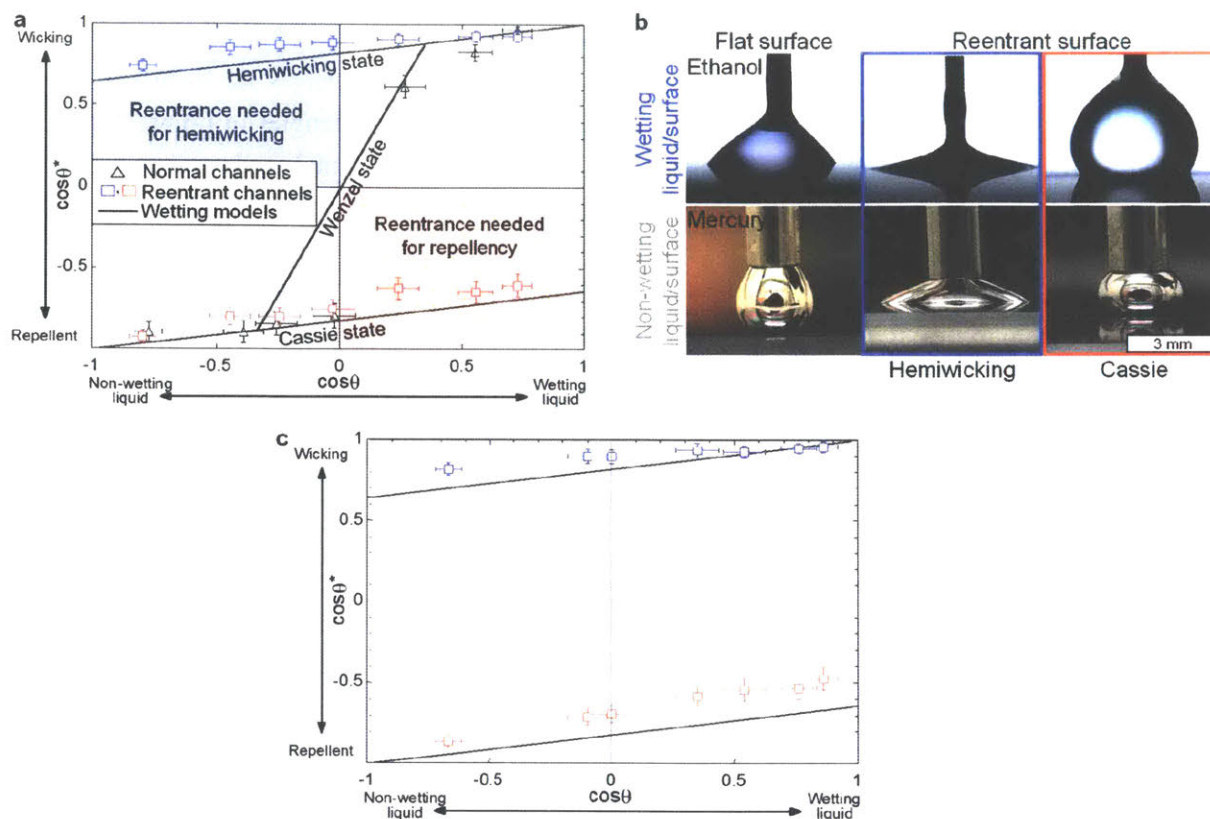 a
Wicking
1
Hemiwicking state
0.5
Reentrance needed
for hemiwicking
Normal channels
Reentrant channels
Wetting models
cosθ*
0
Wenzel state
Reentrance needed
for repellency
-0.5
Repellent
Cassie state
-1
-0.5
0
0.5
1
Non-wetting
liquid
cosθ
Wetting
liquid
b
Flat surface
Reentrant surface
Ethanol
Wetting
liquid/surface
Mercury
Non-wetting
liquid/surface
3 mm
Hemiwicking
Cassie
c
Wicking
1
0.5
cosθ*
0
-0.5
Repellent
-1
-0.5
0
0.5
1
Non-wetting
liquid
cosθ
Wetting
liquid